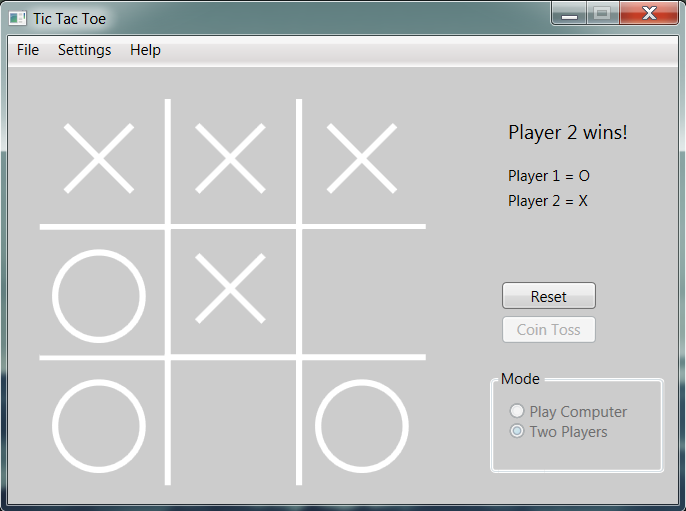 Tic Tac Toe
File Settings Help
Player 2 wins!
Player 1 = O
Player 2 = X
Reset
Coin Toss
Mode
Play Computer
Two Players